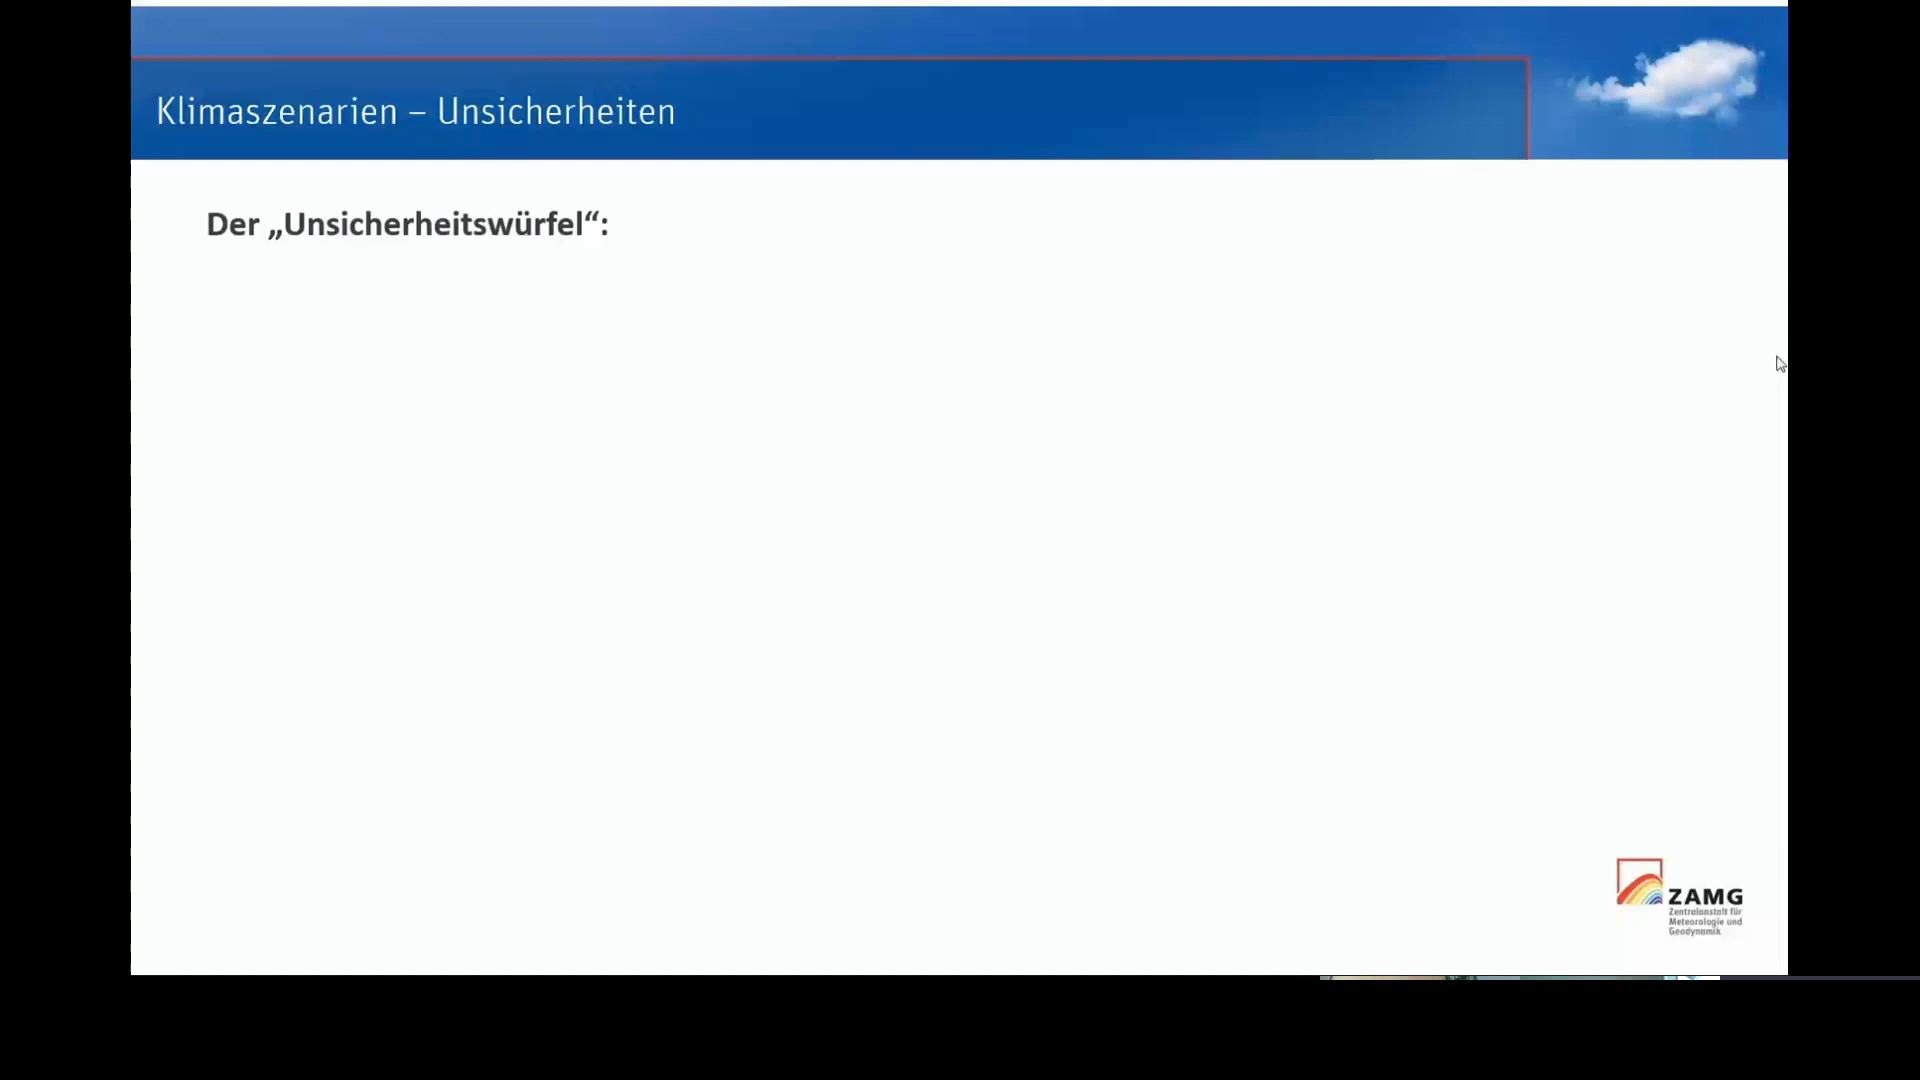 Klimaszenarien – Unsicherheiten
Der „Unsicherheitswürfel“:
ZAMG
Zentralanstalt für
Meteorologie und
Geodynamik